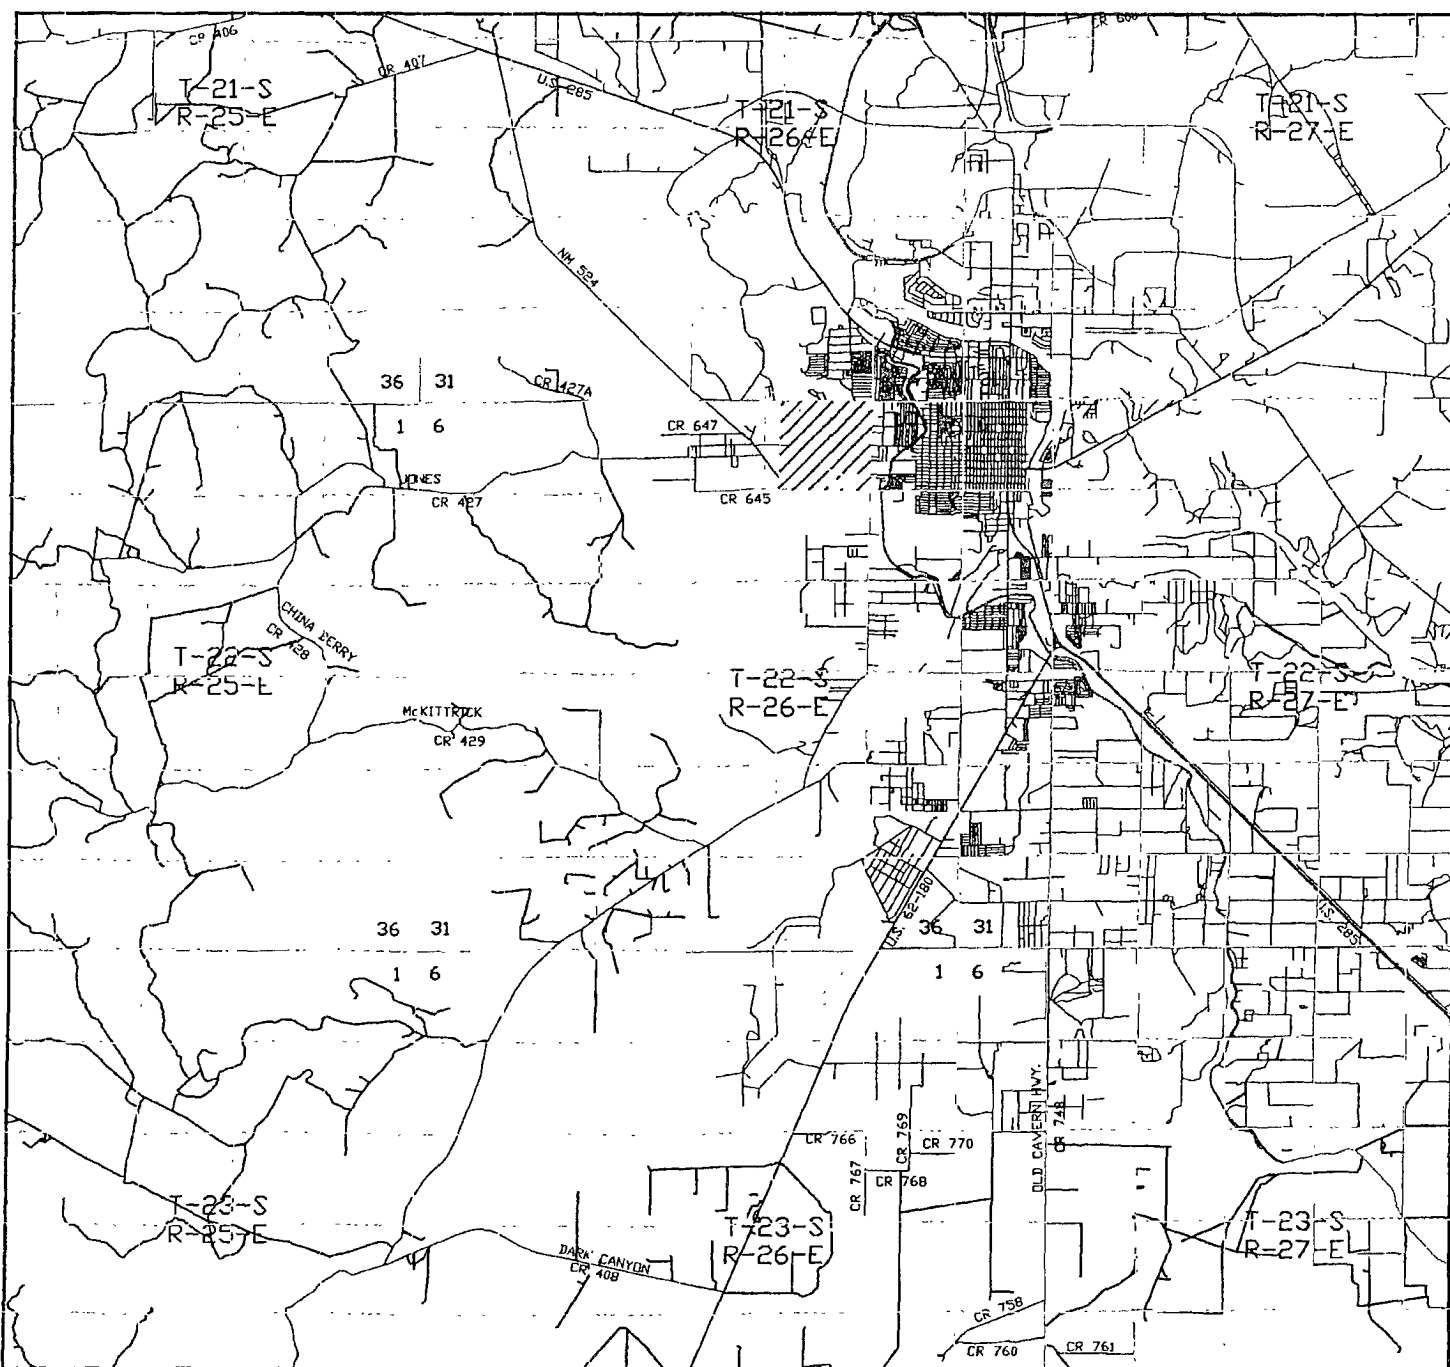 CR 406
CR 407
CR 600
U.S. 285
T-21-S
R-25-E
T-21-S
R-26-E
T-21-S
R-27-E
NM 524
36 31
1 6
CR 427A
CR 647
JONES
CR 427
CR 645
CHINA BERRY
CR 428
T-22-S
R-25-E
T-22-S
R-26-E
T-22-S
R-27-E
McKITTRICK
CR 429
U.S. 62-180
U.S. 285
36 31
1 6
36 31
1 6
OLD CAVERN HWY.
CR 748
CR 766
CR 769
CR 770
CR 767
CR 768
T-23-S
R-25-E
T-23-S
R-26-E
T-23-S
R-27-E
DARK CANYON
CR 408
CR 758
CR 760
CR 761